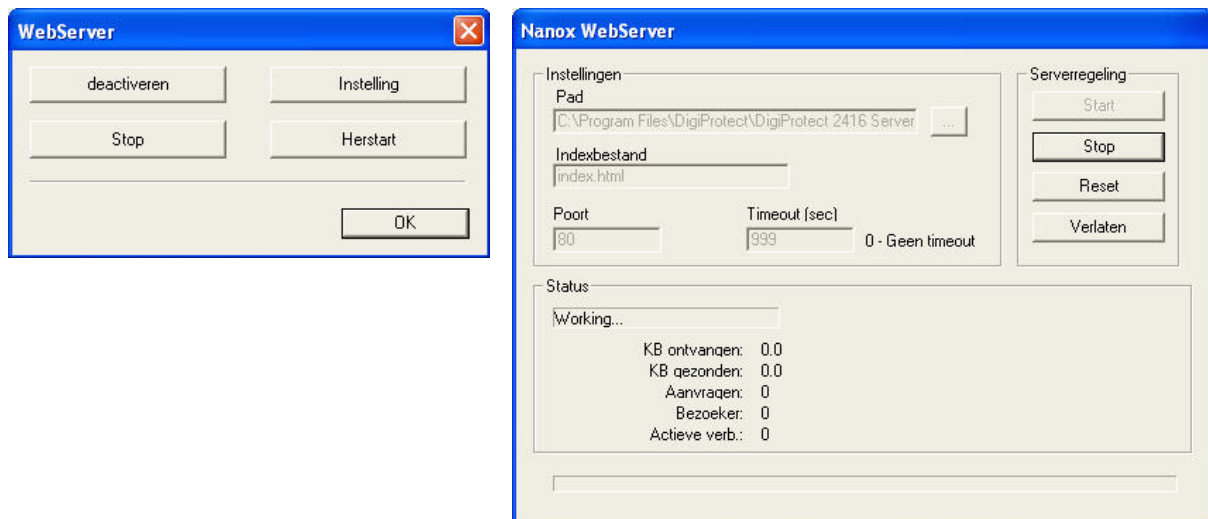 WebServer
deactiveren
Instelling
Stop
Herstart
OK
Nanox WebServer
Instellingen
Pad
C:\Program Files\DigiProtect\DigiProtect 2416 Server
...
Indexbestand
index.html
Poort
Timeout (sec)
80
999
0 - Geen timeout
Serverregeling
Start
Stop
Reset
Verlaten
Status
Working...
KB ontvangen: 0.0
KB gezonden: 0.0
Aanvragen: 0
Bezoeker: 0
Actieve verb.: 0